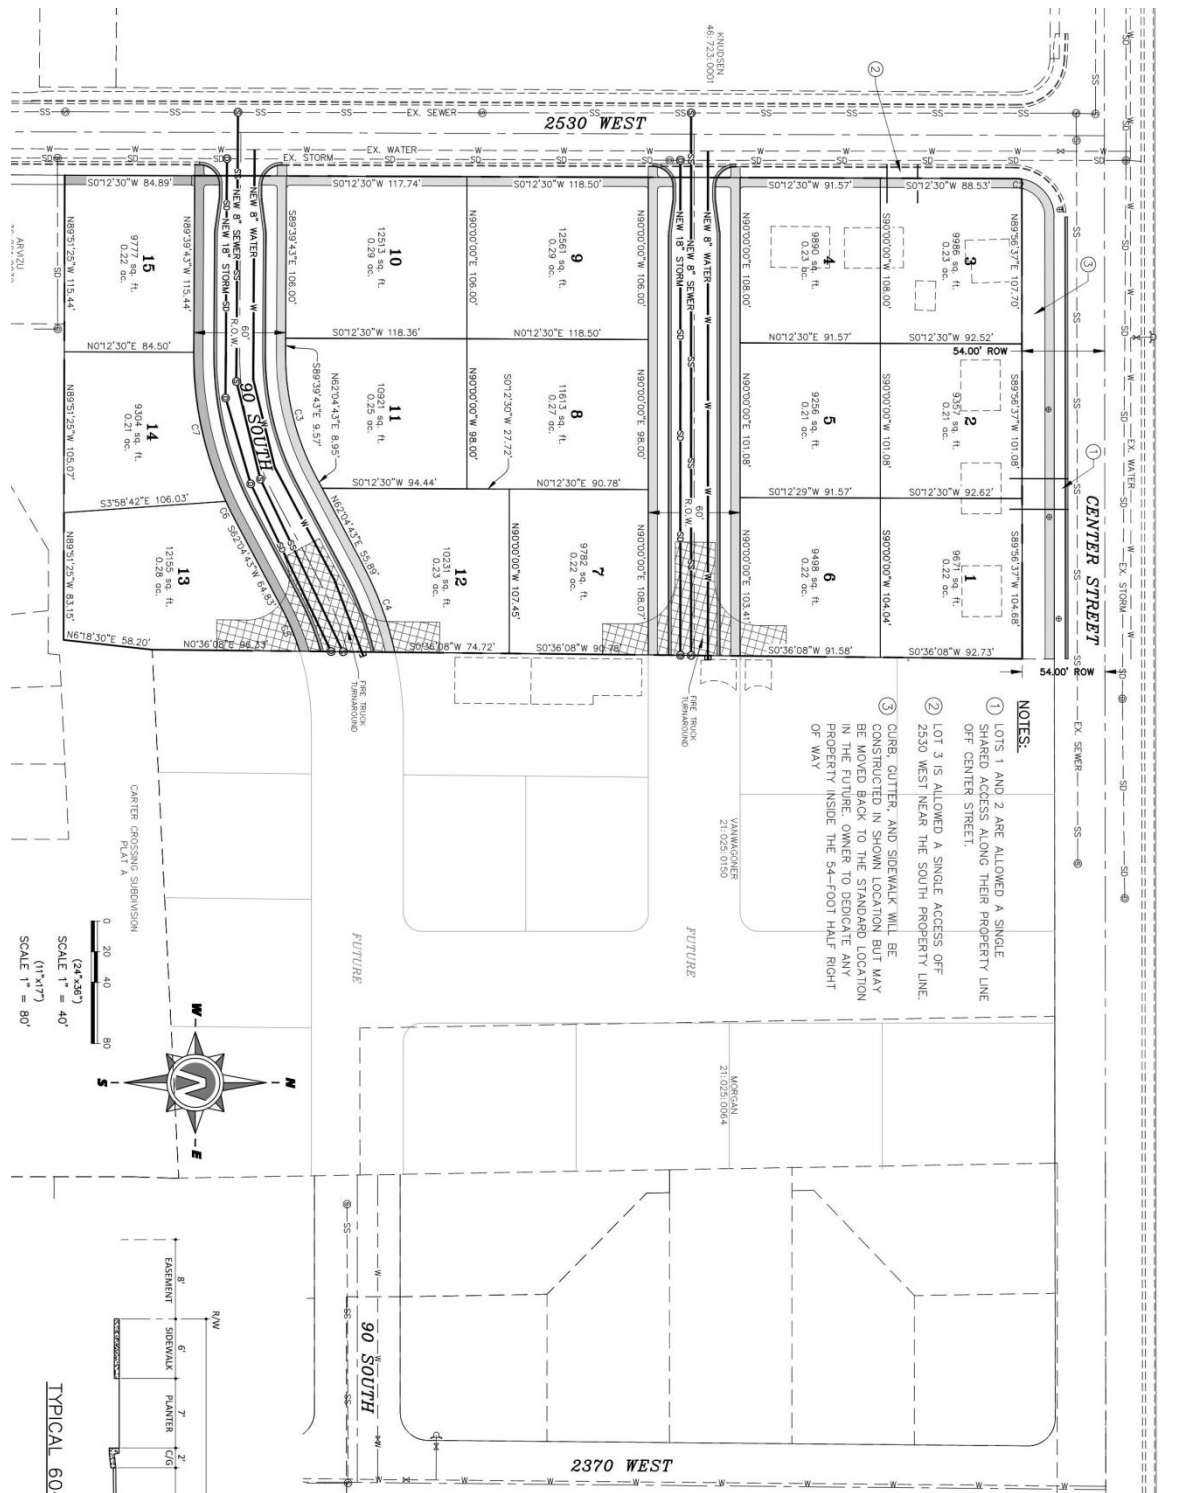 KNUDSEN
46:723:0001
2530 WEST
EX. SEWER
EX. WATER
EX. STORM
CENTER STREET
EX. WATER
EX. STORM
EX. SEWER
54.00' ROW
54.00' ROW
S0°12'30"W 84.89'
S0°12'30"W 117.74'
S0°12'30"W 118.50'
S0°12'30"W 91.57'
S0°12'30"W 88.53'
1
9671 sq. ft.
0.22 ac.
S89°56'37"W 104.68'
S0°36'08"W 92.73'
2
9357 sq. ft.
0.21 ac.
S89°56'37"W 101.08'
S0°12'30"W 92.62'
3
9986 sq. ft.
0.23 ac.
N89°56'37"E 107.70'
S0°12'30"W 92.52'
4
9890 sq. ft.
0.23 ac.
S90°00'00"W 108.00'
N90°00'00"E 108.00'
S0°12'30"W 91.57'
5
9256 sq. ft.
0.21 ac.
S90°00'00"W 101.08'
N90°00'00"E 101.08'
S0°12'29"W 91.57'
6
9498 sq. ft.
0.22 ac.
S90°00'00"W 104.04'
N90°00'00"E 103.41'
S0°36'08"W 91.58'
7
9782 sq. ft.
0.22 ac.
N90°00'00"E 108.07'
N90°00'00"W 107.45'
S0°36'08"W 90.78'
8
11613 sq. ft.
0.27 ac.
N90°00'00"E 98.00'
N90°00'00"W 98.00'
N0°12'30"E 90.78'
S0°12'30"W 27.72'
9
12561 sq. ft.
0.29 ac.
N90°00'00"E 106.00'
N90°00'00"E 106.00'
N0°12'30"E 118.50'
10
12513 sq. ft.
0.29 ac.
S89°39'43"E 106.00'
S0°12'30"W 118.36'
11
10921 sq. ft.
0.25 ac.
S89°39'43"E 9.57'
N62°04'43"E 8.95'
S0°12'30"W 94.44'
C3
12
10231 sq. ft.
0.23 ac.
N62°04'43"E 55.89'
C4
S0°36'08"W 74.72'
13
12155 sq. ft.
0.28 ac.
S62°04'43"W 64.83'
N89°51'25"W 83.15'
N6°18'30"E 58.20'
N0°36'08"E 96.33'
C6
14
9304 sq. ft.
0.21 ac.
N89°51'25"W 105.07'
S3°58'42"E 106.03'
C7
15
9777 sq. ft.
0.22 ac.
N89°39'43"W 115.44'
N89°51'25"W 115.44'
N0°12'30"E 84.50'
NEW 8" WATER
NEW 8" SEWER
NEW 18" STORM
60'
R.O.W.
NEW 8" WATER
NEW 8" SEWER
NEW 18" STORM
60'
R.O.W.
90 SOUTH
FIRE TRUCK
TURNAROUND
FIRE TRUCK
TURNAROUND
ARVIZU
NOTES:
1 LOTS 1 AND 2 ARE ALLOWED A SINGLE
SHARED ACCESS ALONG THEIR PROPERTY LINE
OFF CENTER STREET.
2 LOT 3 IS ALLOWED A SINGLE ACCESS OFF
2530 WEST NEAR THE SOUTH PROPERTY LINE.
3 CURB, GUTTER, AND SIDEWALK WILL BE
CONSTRUCTED IN SHOWN LOCATION BUT MAY
BE MOVED BACK TO THE STANDARD LOCATION
IN THE FUTURE. OWNER TO DEDICATE ANY
PROPERTY INSIDE THE 54-FOOT HALF RIGHT
OF WAY
VANWAGONER
21:025:0150
FUTURE
FUTURE
CARTER CROSSING SUBDIVISION
PLAT A
MORGAN
21:025:0064
0 20 40 80
(24"x36")
SCALE 1" = 40'
(11"x17")
SCALE 1" = 80'
N
W
E
S
90 SOUTH
2370 WEST
R/W
8'
EASEMENT
6'
SIDEWALK
7'
PLANTER
2'
C/G
TYPICAL 60